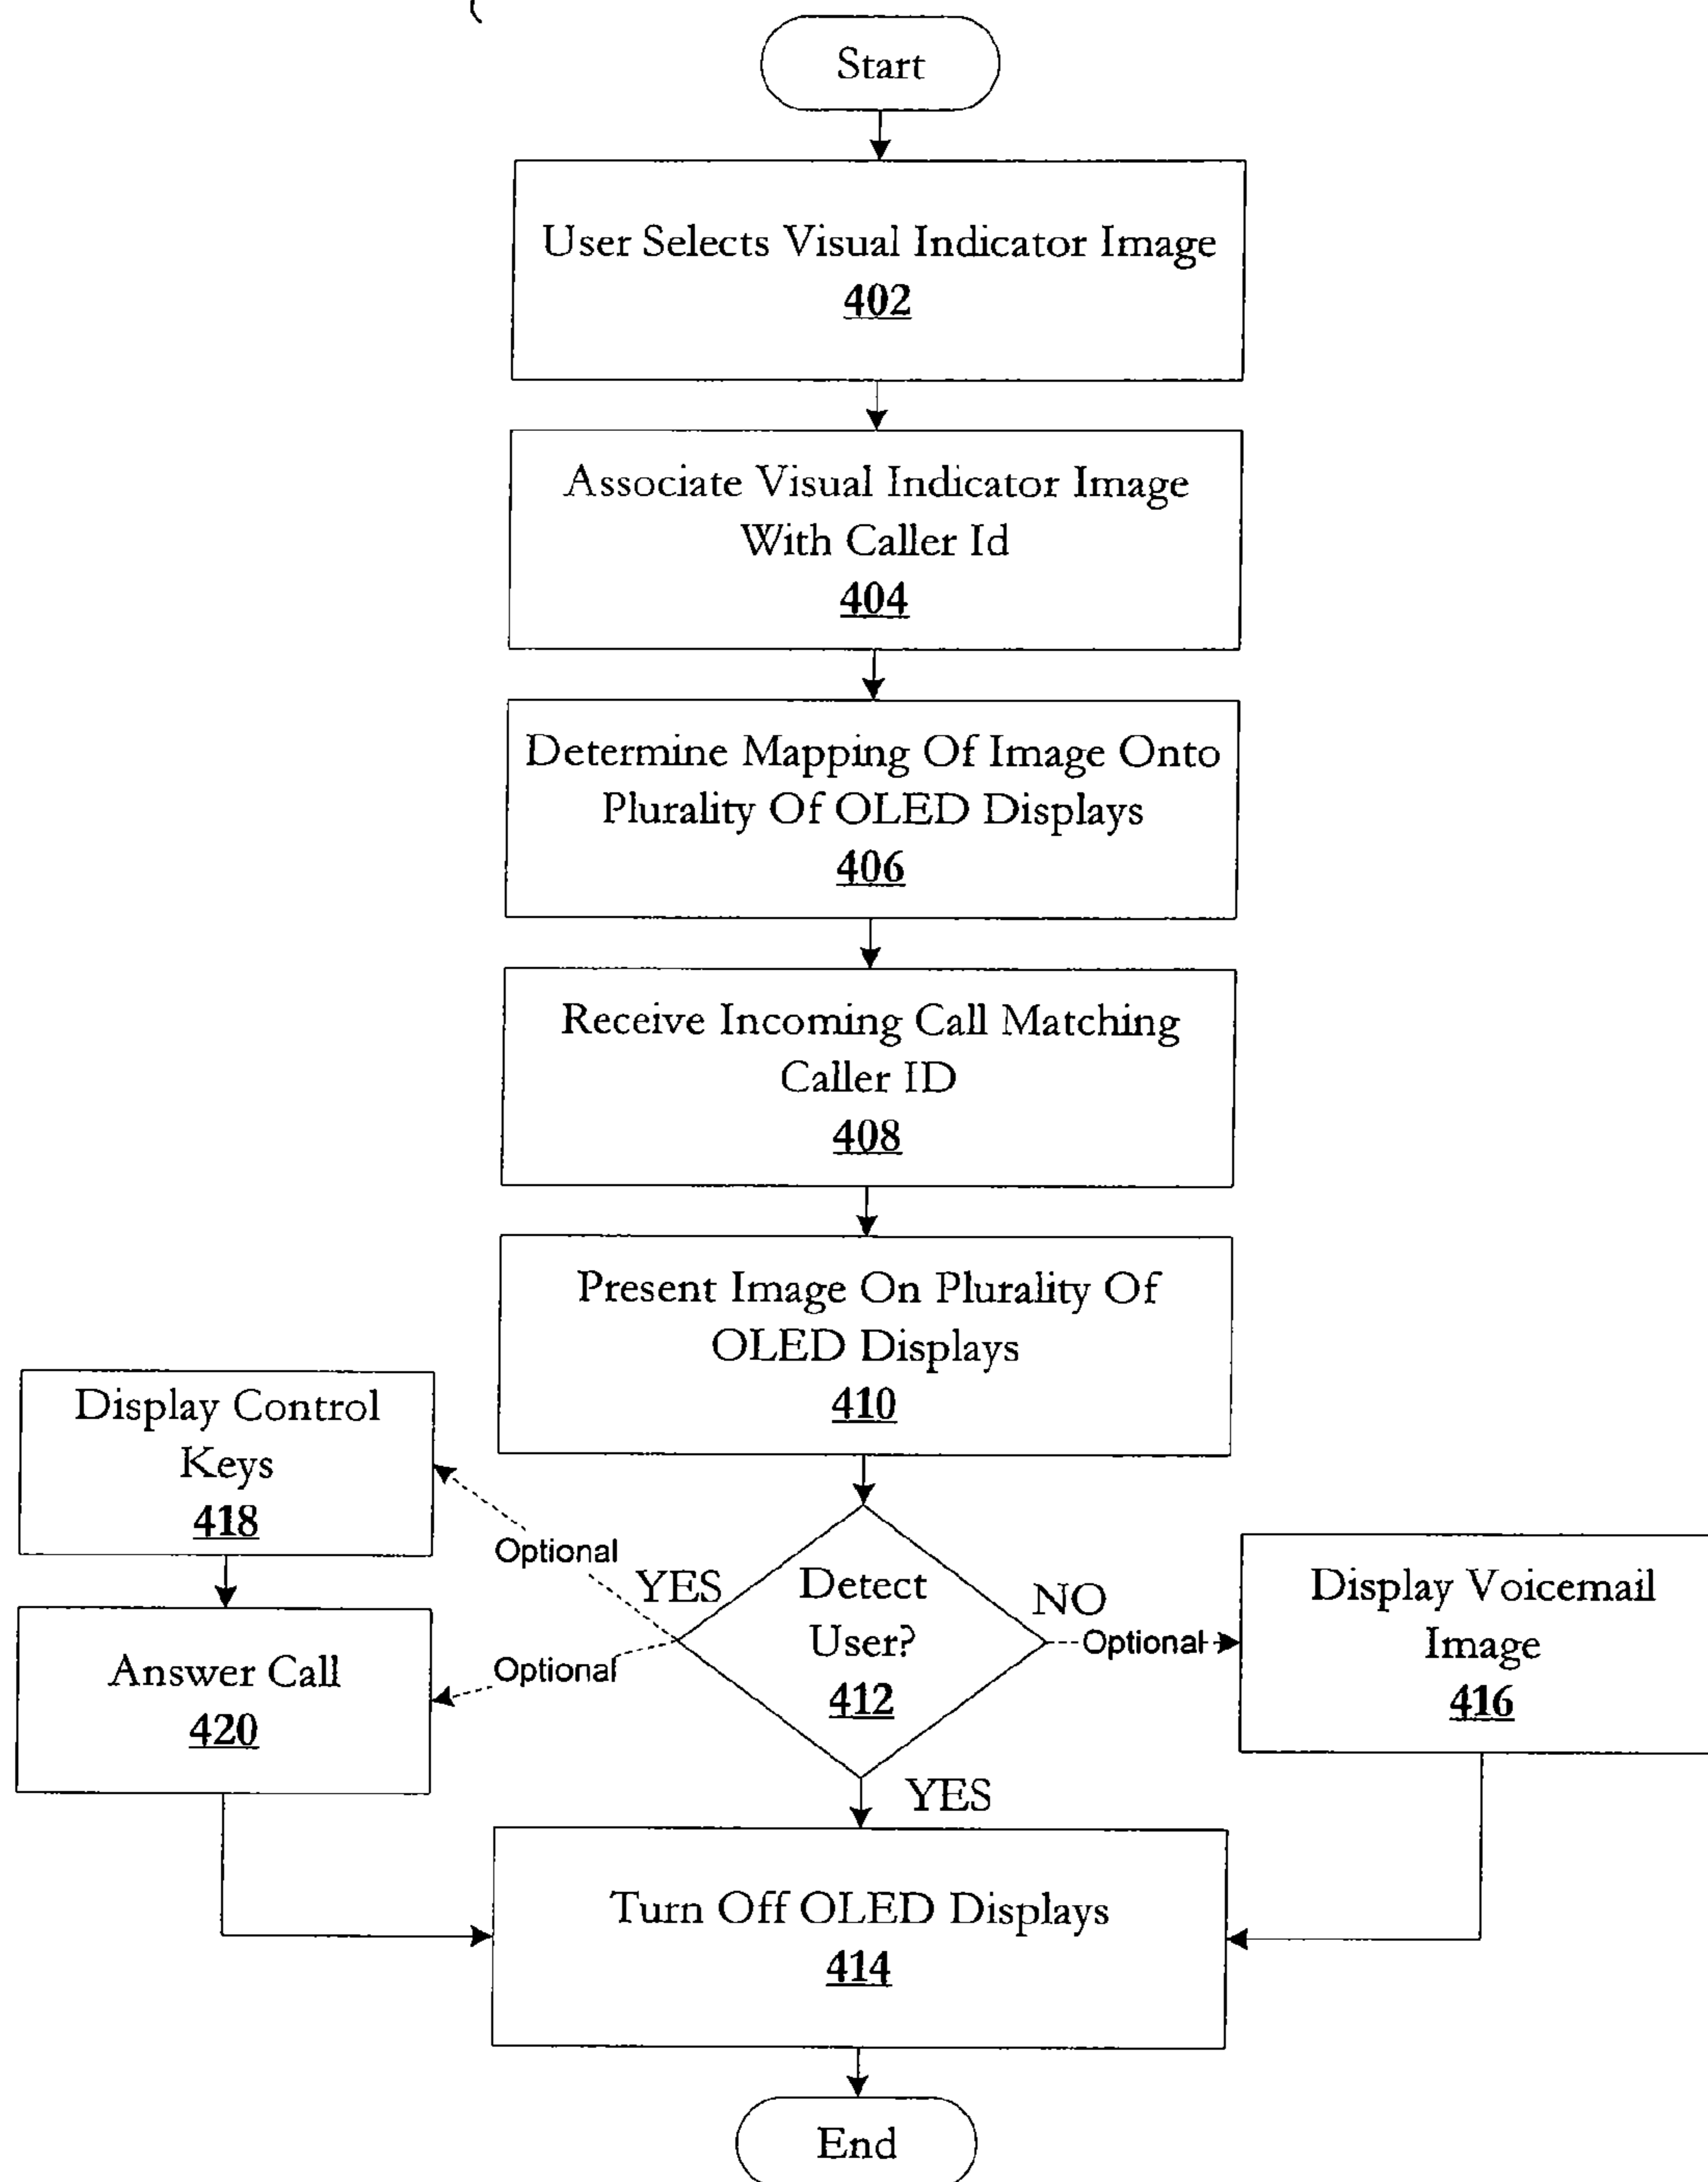 Start
User Selects Visual Indicator Image
402
Associate Visual Indicator Image
With Caller Id
404
Determine Mapping Of Image Onto
Plurality Of OLED Displays
406
Receive Incoming Call Matching
Caller ID
408
Present Image On Plurality Of
OLED Displays
410
Display Control
Keys
418
Optional
YES
Detect
User?
412
NO
Optional
Display Voicemail
Image
416
Optional
Answer Call
420
YES
Turn Off OLED Displays
414
End